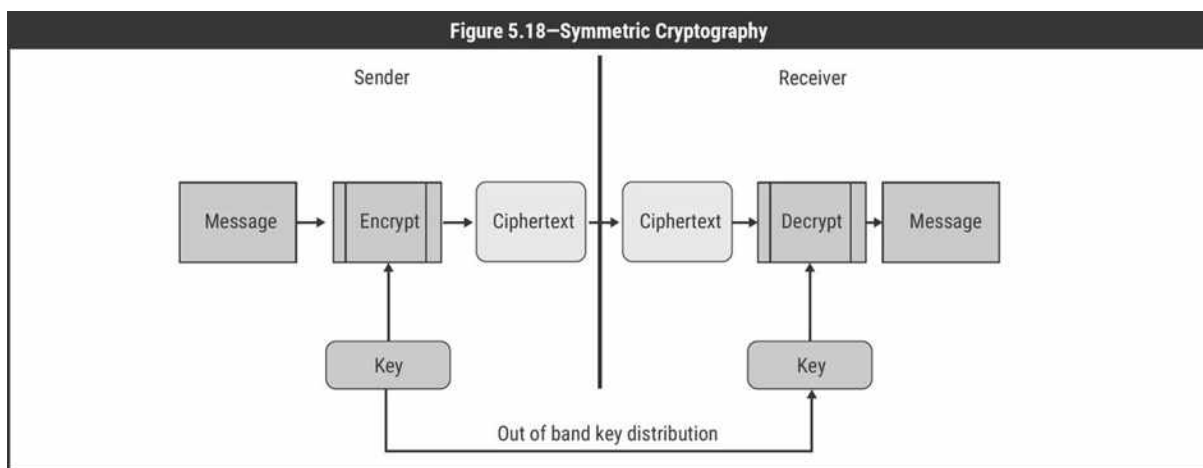 Figure 5.18—Symmetric Cryptography
Sender
Receiver
Message
Encrypt
Ciphertext
Ciphertext
Decrypt
Message
Key
Key
Out of band key distribution